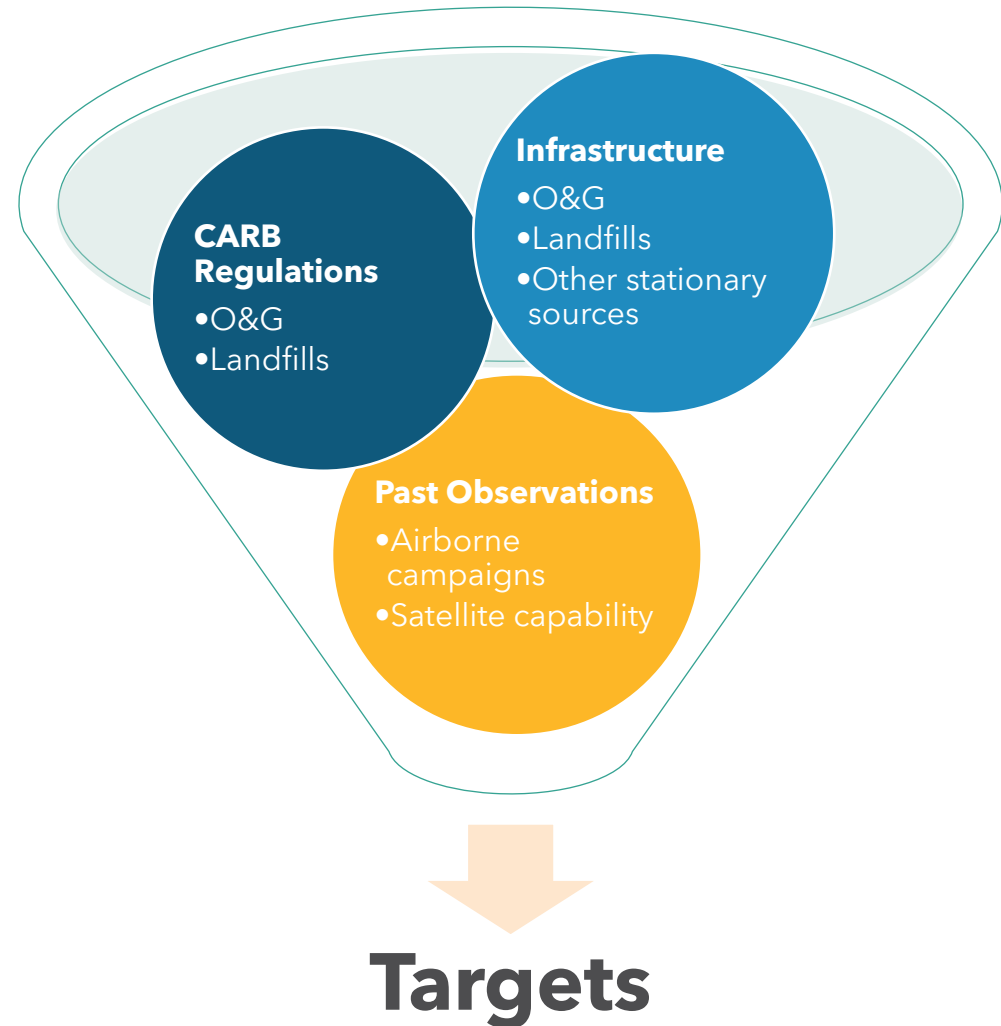 CARB
Regulations
•O&G
•Landfills
Infrastructure
•O&G
•Landfills
•Other stationary
sources
Past Observations
•Airborne
campaigns
•Satellite capability
Targets